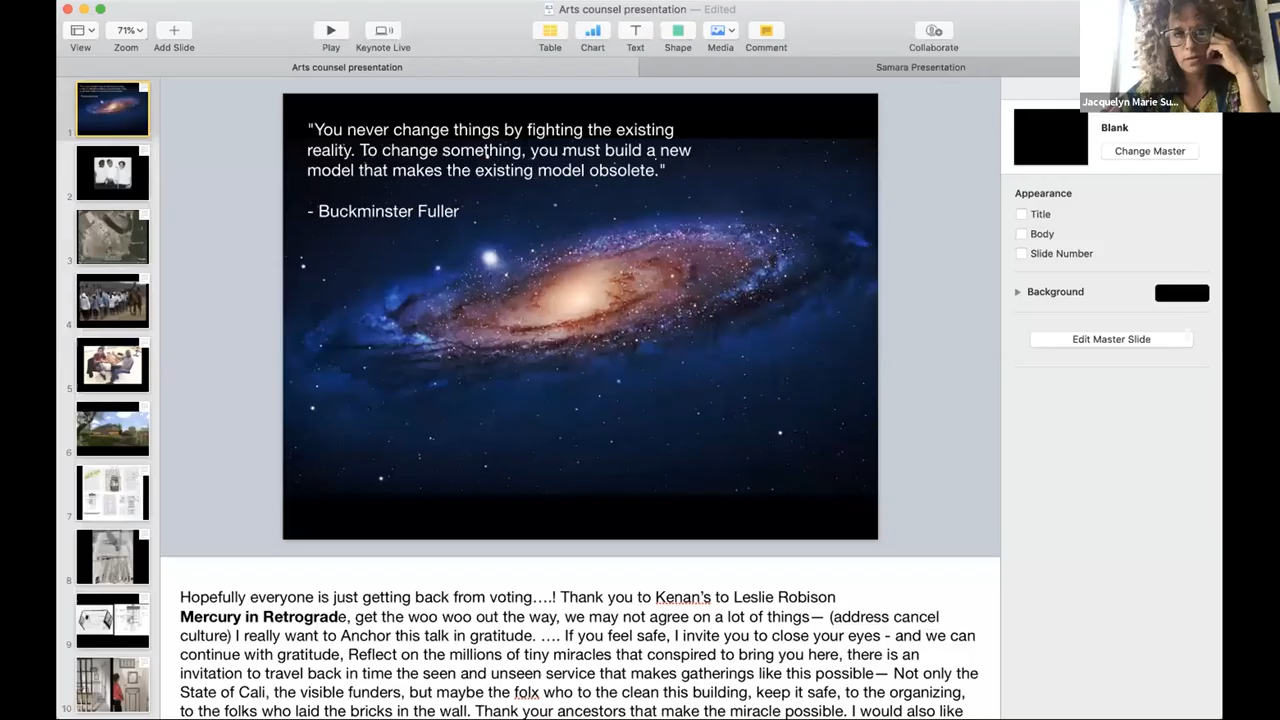 Arts counsel presentation — Edited
71%
View
Zoom
Add Slide
Play
Keynote Live
Table
Chart
Text
Shape
Media
Comment
Collaborate
Arts counsel presentation
Samara Presentation
Jacquelyn Marie Su...
1
2
3
4
5
6
7
8
9
10
"You never change things by fighting the existing
reality. To change something, you must build a new
model that makes the existing model obsolete."
- Buckminster Fuller
Blank
Change Master
Appearance
Title
Body
Slide Number
Background
Edit Master Slide
Hopefully everyone is just getting back from voting….! Thank you to Kenan's to Leslie Robison
Mercury in Retrograde, get the woo woo out the way, we may not agree on a lot of things— (address cancel
culture) I really want to Anchor this talk in gratitude. …. If you feel safe, I invite you to close your eyes - and we can
continue with gratitude, Reflect on the millions of tiny miracles that conspired to bring you here, there is an
invitation to travel back in time the seen and unseen service that makes gatherings like this possible— Not only the
State of Cali, the visible funders, but maybe the folx who to the clean this building, keep it safe, to the organizing,
to the folks who laid the bricks in the wall. Thank your ancestors that make the miracle possible. I would also like